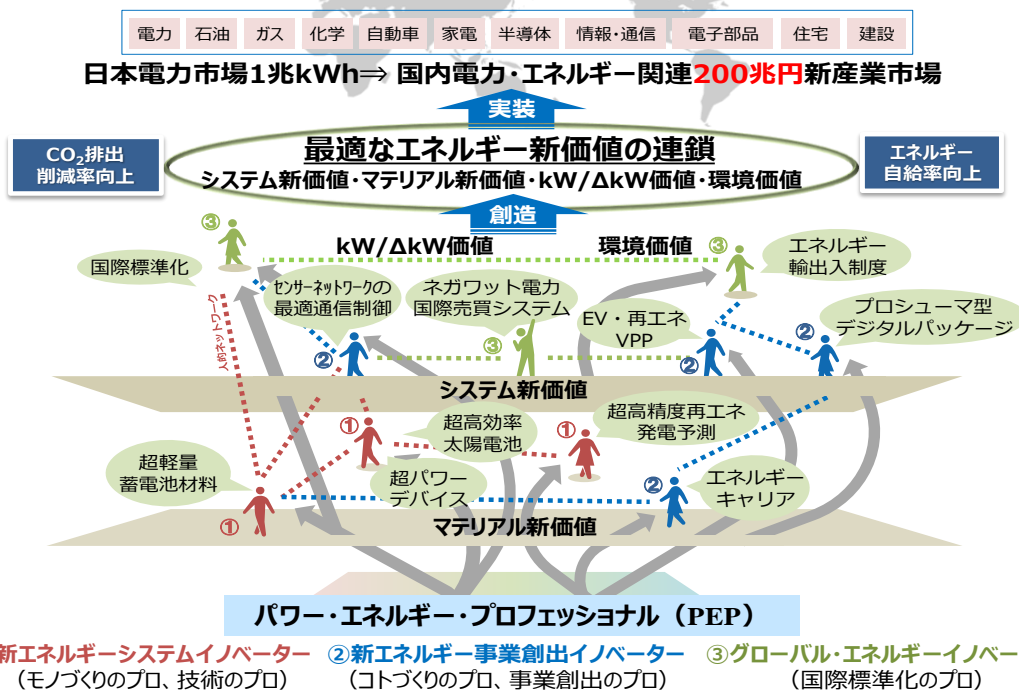 電力 石油 ガス 化学 自動車 家電 半導体 情報・通信 電子部品 住宅 建設
日本電力市場1兆kWh⇒ 国内電力・エネルギー関連200兆円新産業市場
実装
CO₂排出
削減率向上
最適なエネルギー新価値の連鎖
システム新価値・マテリアル新価値・kW/ΔkW価値・環境価値
エネルギー
自給率向上
創造
③
kW/ΔkW価値
環境価値
③
国際標準化
エネルギー
輸出入制度
人的ネットワーク
センサーネットワークの
最適通信制御
②
ネガワット電力
国際売買システム
③
EV・再エネ
VPP
②
プロシューマ型
デジタルパッケージ
②
システム新価値
①
超高効率
太陽電池
①
超高精度再エネ
発電予測
超軽量
蓄電池材料
①
超パワー
デバイス
②
エネルギー
キャリア
マテリアル新価値
パワー・エネルギー・プロフェッショナル（PEP）
新エネルギーシステムイノベーター ②新エネルギー事業創出イノベーター ③グローバル・エネルギーイノベー
（モノづくりのプロ、技術のプロ） （コトづくりのプロ、事業創出のプロ） （国際標準化のプロ）